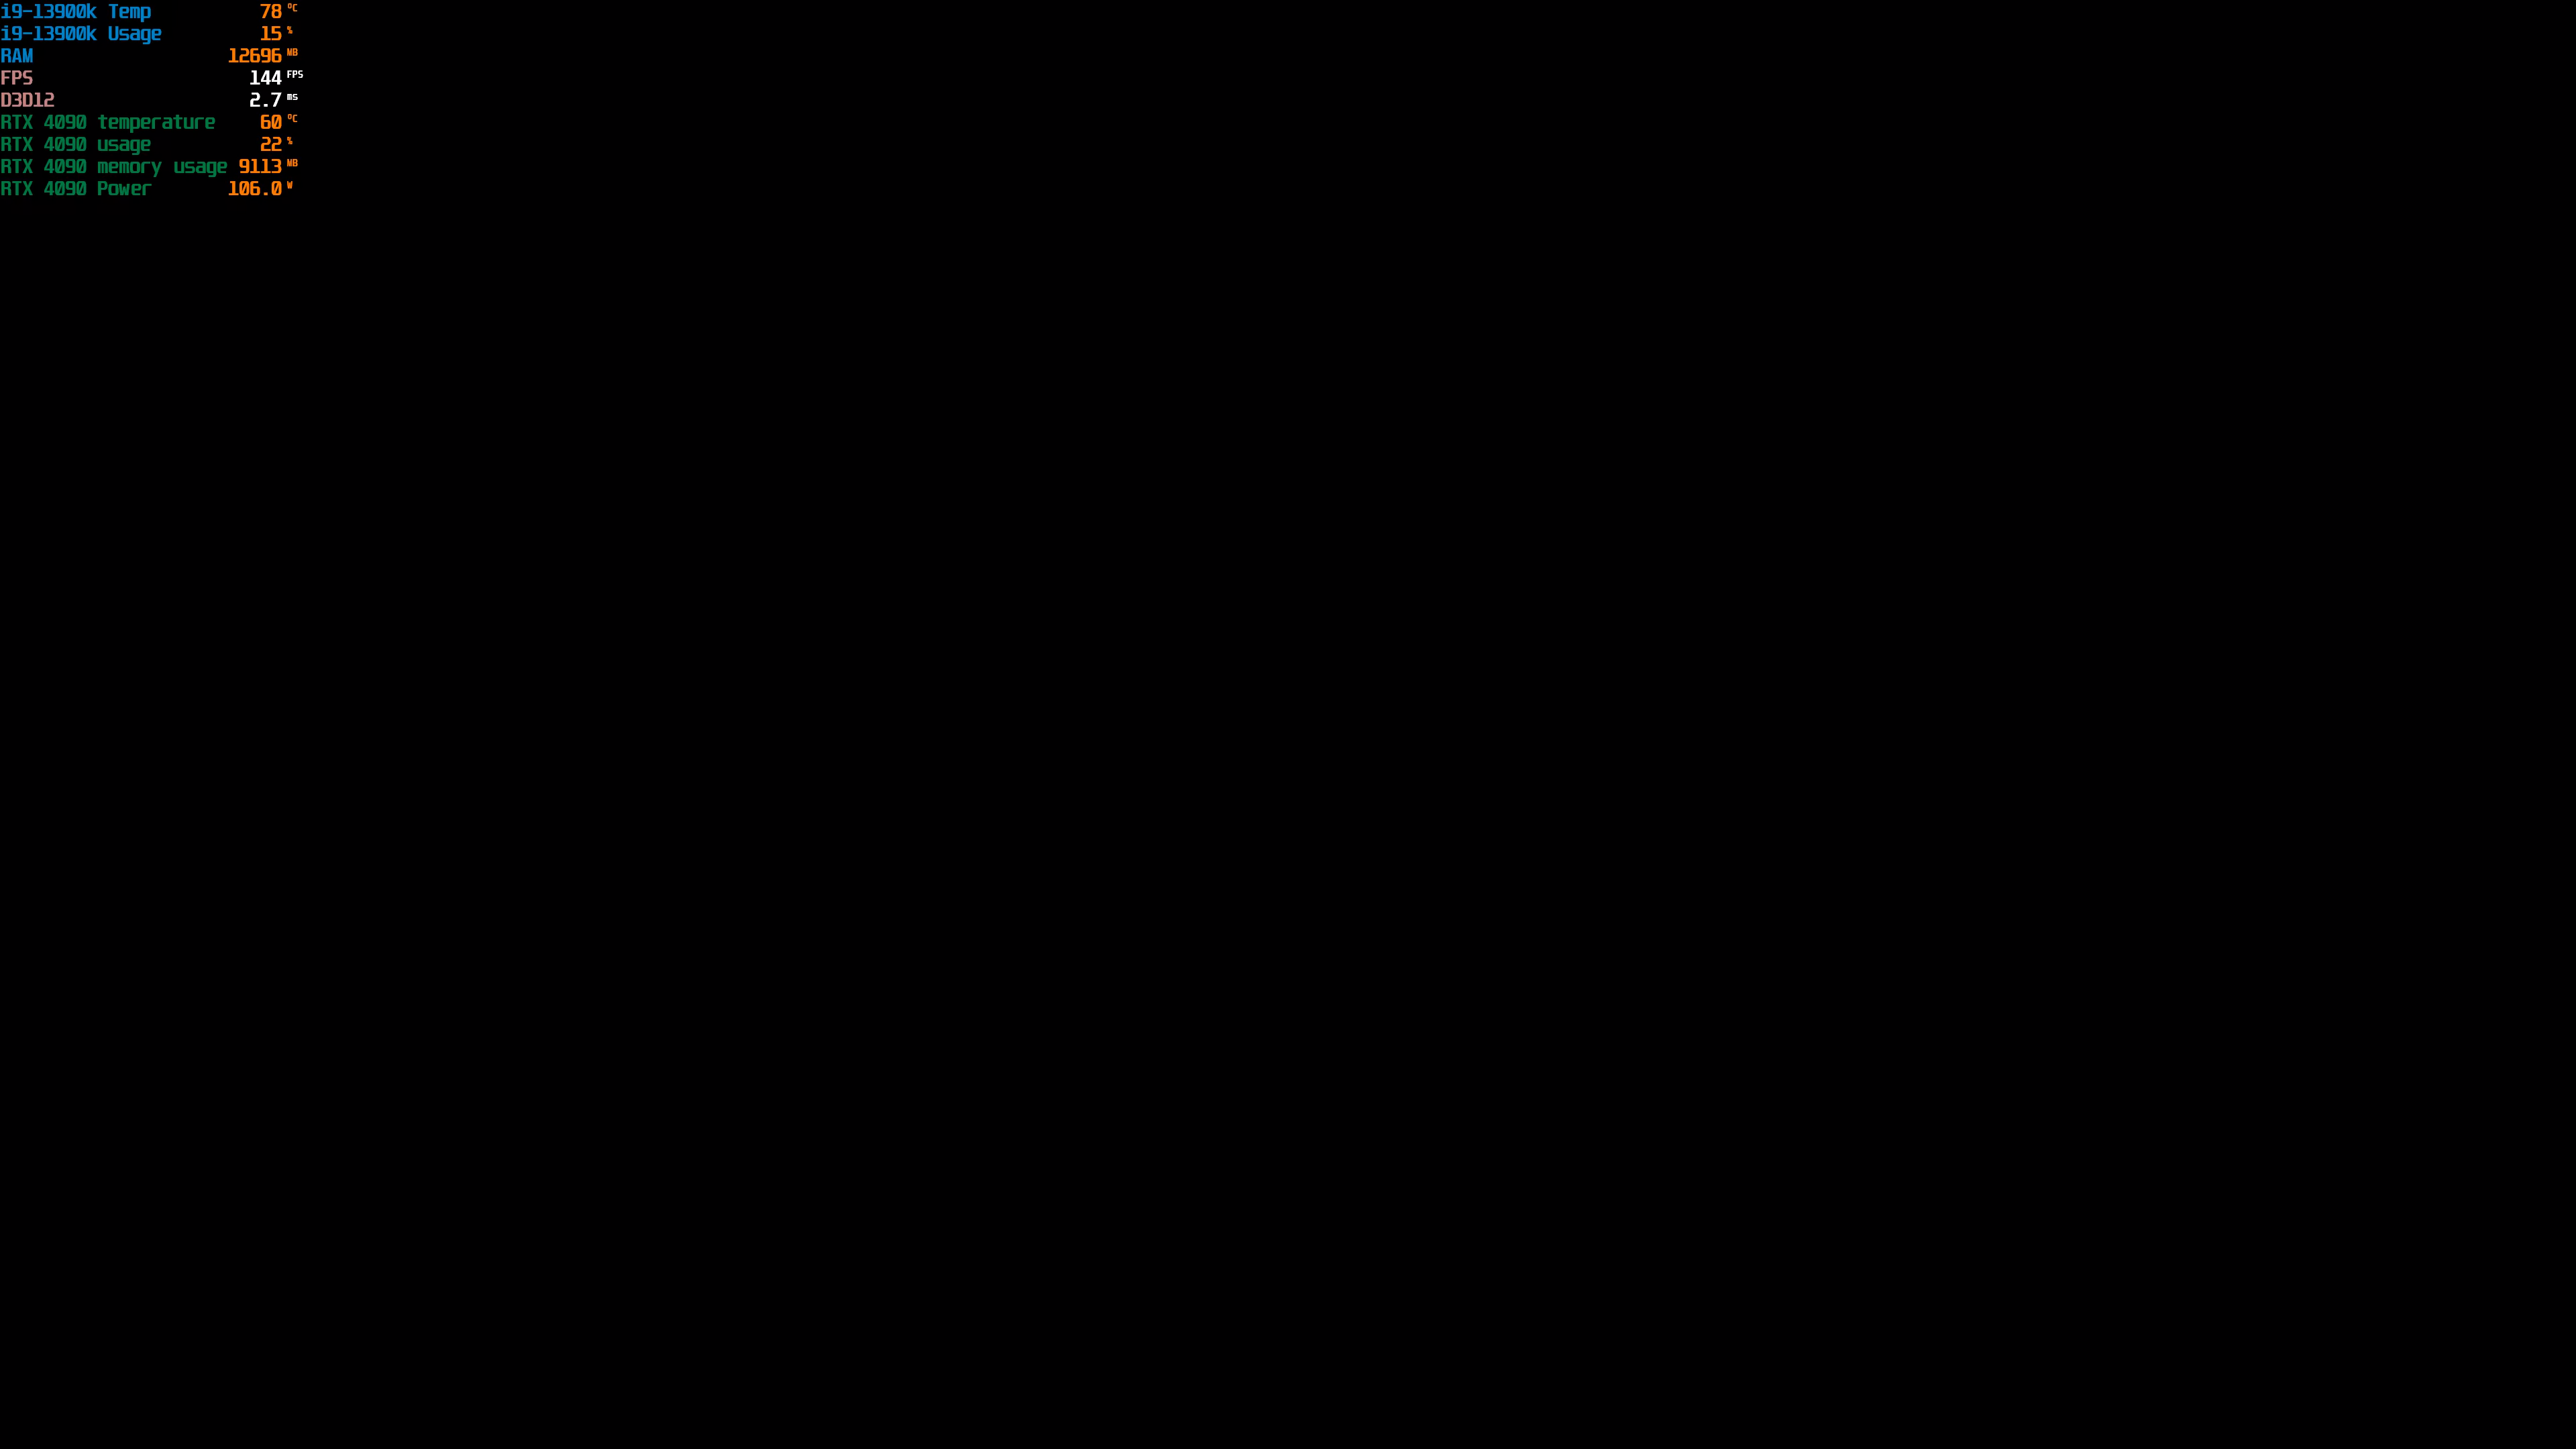 i9-13900k Temp 78 °C
i9-13900k Usage 15 %
RAM 12696 MB
FPS 144 FPS
D3D12 2.7 ms
RTX 4090 temperature 60 °C
RTX 4090 usage 22 %
RTX 4090 memory usage 9113 MB
RTX 4090 Power 106.0 W